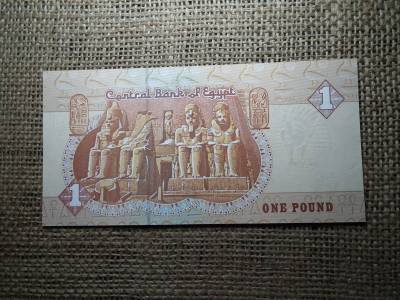 Central Bank of Egypt
1
1
ONE POUND